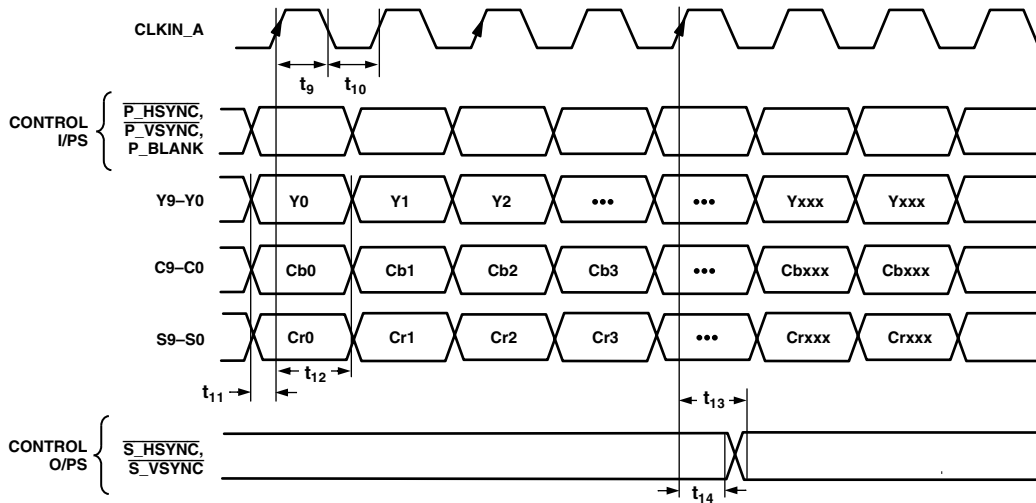 CLKIN_A
t9
t10
CONTROL
I/PS
P_HSYNC,
P_VSYNC,
P_BLANK
Y9–Y0
Y0
Y1
Y2
•••
•••
Yxxx
Yxxx
C9–C0
Cb0
Cb1
Cb2
Cb3
•••
Cbxxx
Cbxxx
S9–S0
Cr0
Cr1
Cr2
Cr3
•••
Crxxx
Crxxx
t11
t12
t13
CONTROL
O/PS
S_HSYNC,
S_VSYNC
t14